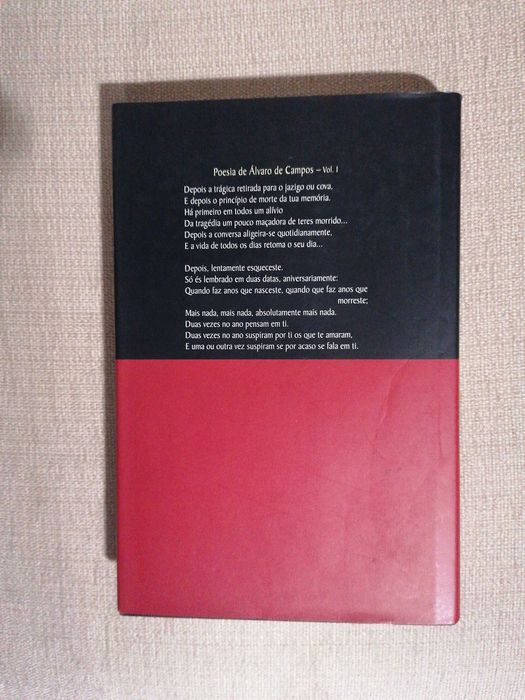 Poesia de Álvaro de Campos – Vol. I
Depois a trágica retirada para o jazigo ou cova,
E depois o princípio de morte da tua memória.
Há primeiro em todos um alívio
Da tragédia um pouco maçadora de teres morrido...
Depois a conversa aligeira-se quotidianamente,
E a vida de todos os dias retoma o seu dia...
Depois, lentamente esqueceste.
Só és lembrado em duas datas, aniversariamente:
Quando faz anos que nasceste, quando que faz anos que
morreste;
Mais nada, mais nada, absolutamente mais nada.
Duas vezes no ano pensam em ti.
Duas vezes no ano suspiram por ti os que te amaram,
E uma ou outra vez suspiram se por acaso se fala em ti.